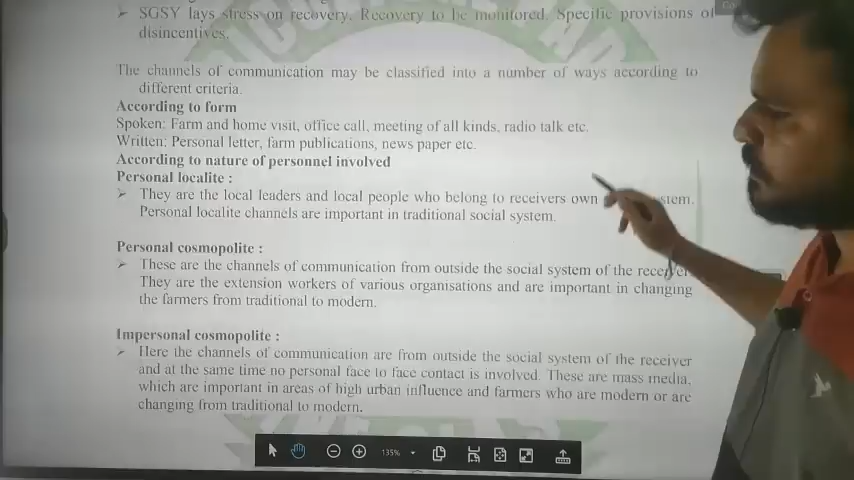 ➢ SGSY lays stress on recovery. Recovery to be monitored. Specific provisions of
disincentives.
The channels of communication may be classified into a number of ways according to
different criteria.
According to form
Spoken: Farm and home visit, office call, meeting of all kinds, radio talk etc.
Written: Personal letter, farm publications, news paper etc.
According to nature of personnel involved
Personal localite :
➢ They are the local leaders and local people who belong to receivers own
Personal localite channels are important in traditional social system.
Personal cosmopolite :
➢ These are the channels of communication from outside the social system of the receiver
They are the extension workers of various organisations and are important in changing
the farmers from traditional to modern.
Impersonal cosmopolite :
➢ Here the channels of communication are from outside the social system of the receiver
and at the same time no personal face to face contact is involved. These are mass media,
which are important in areas of high urban influence and farmers who are modern or are
changing from traditional to modern.
135%